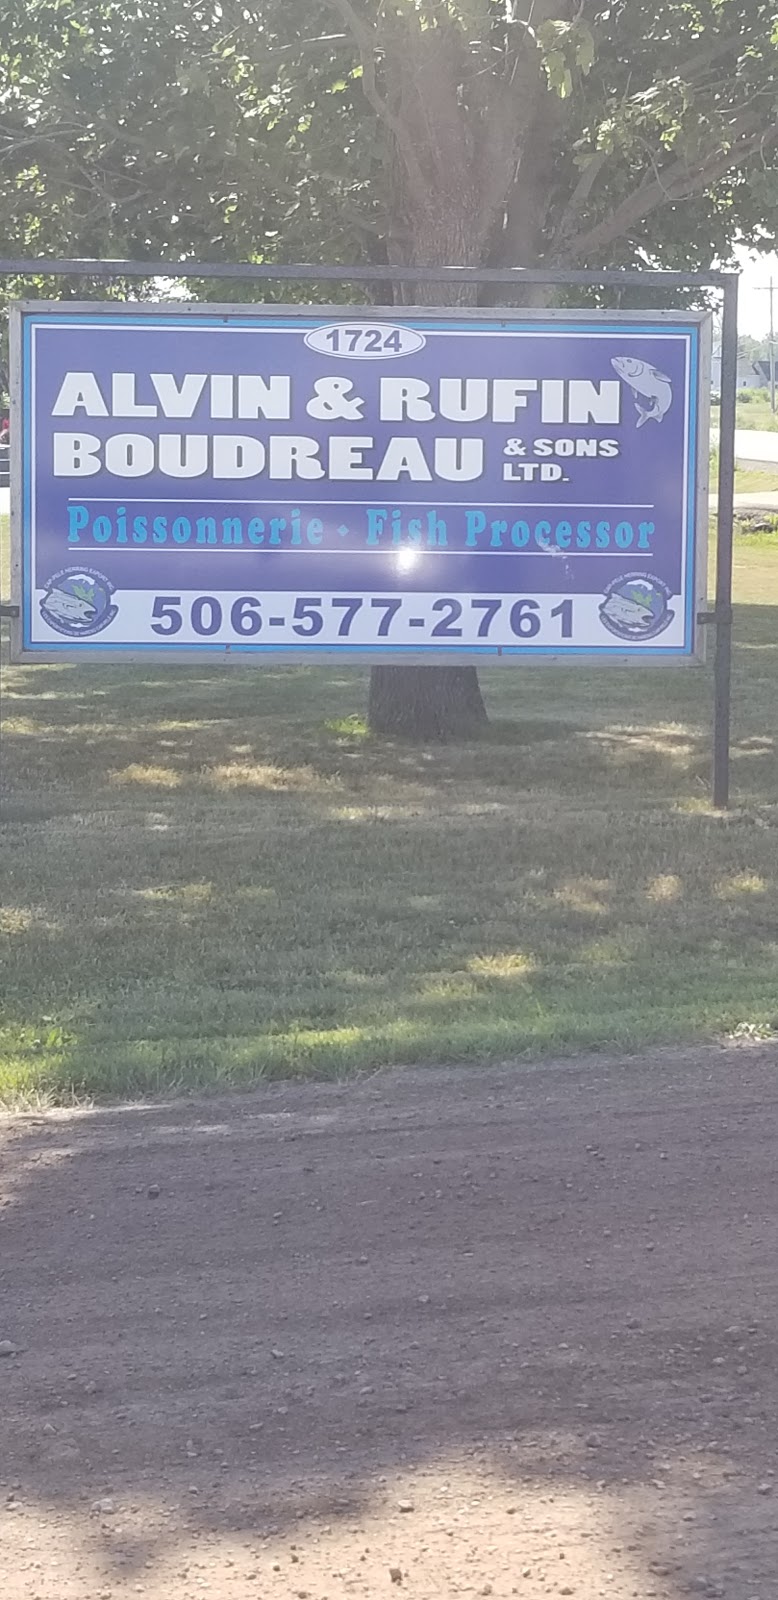 1724
ALVIN & RUFIN
BOUDREAU & SONS
LTD.
Poissonnerie • Fish Processor
506-577-2761